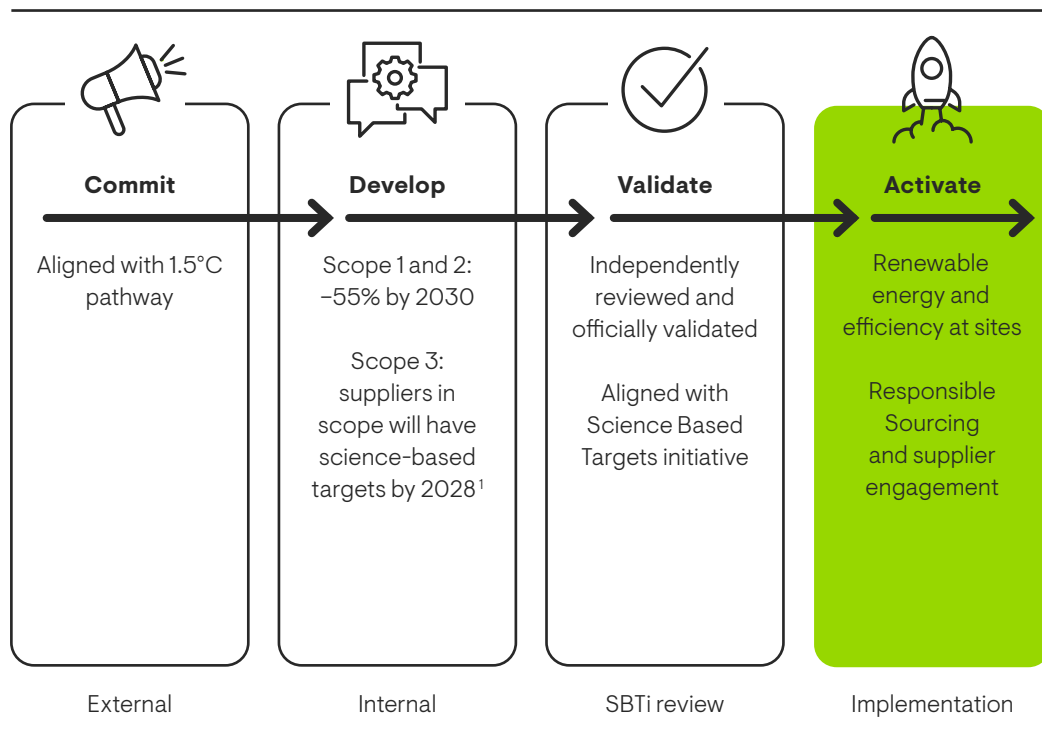 Commit
Aligned with 1.5°C
pathway
External
Develop
Scope 1 and 2:
−55% by 2030
Scope 3:
suppliers in
scope will have
science-based
targets by 2028¹
Internal
Validate
Independently
reviewed and
officially validated
Aligned with
Science Based
Targets initiative
SBTi review
Activate
Renewable
energy and
efficiency at sites
Responsible
Sourcing
and supplier
engagement
Implementation